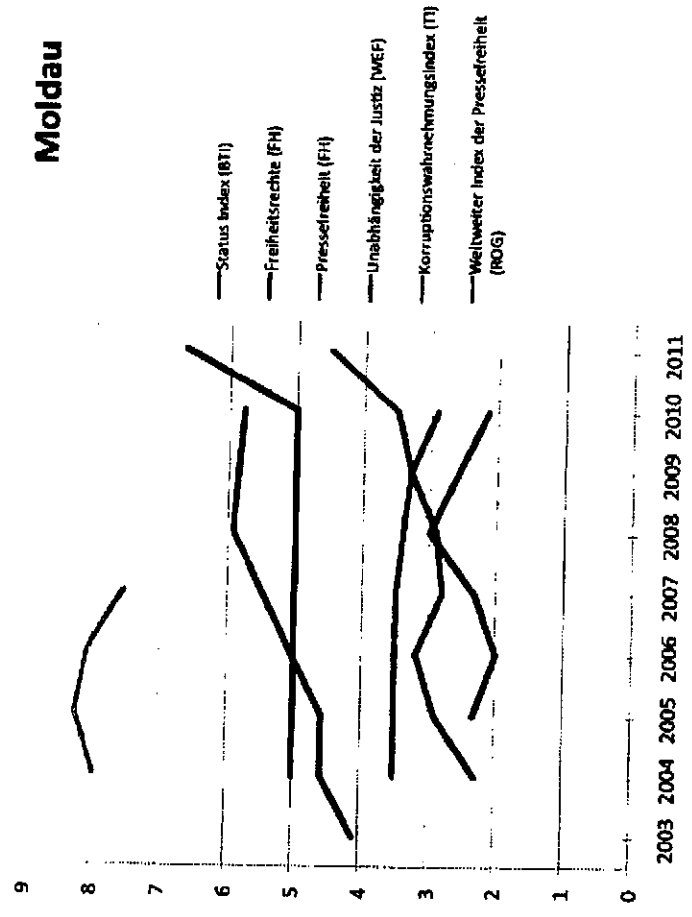 Moldau
9
8
7
6
5
4
3
2
1
0
2003 2004 2005 2006 2007 2008 2009 2010 2011
Status Index (BTI)
Freiheitsrechte (FH)
Pressefreiheit (FH)
Unabhängigkeit der Justiz (WEF)
Korruptionswahrnehmungsindex (TI)
Weltweiter Index der Pressefreiheit
(ROG)